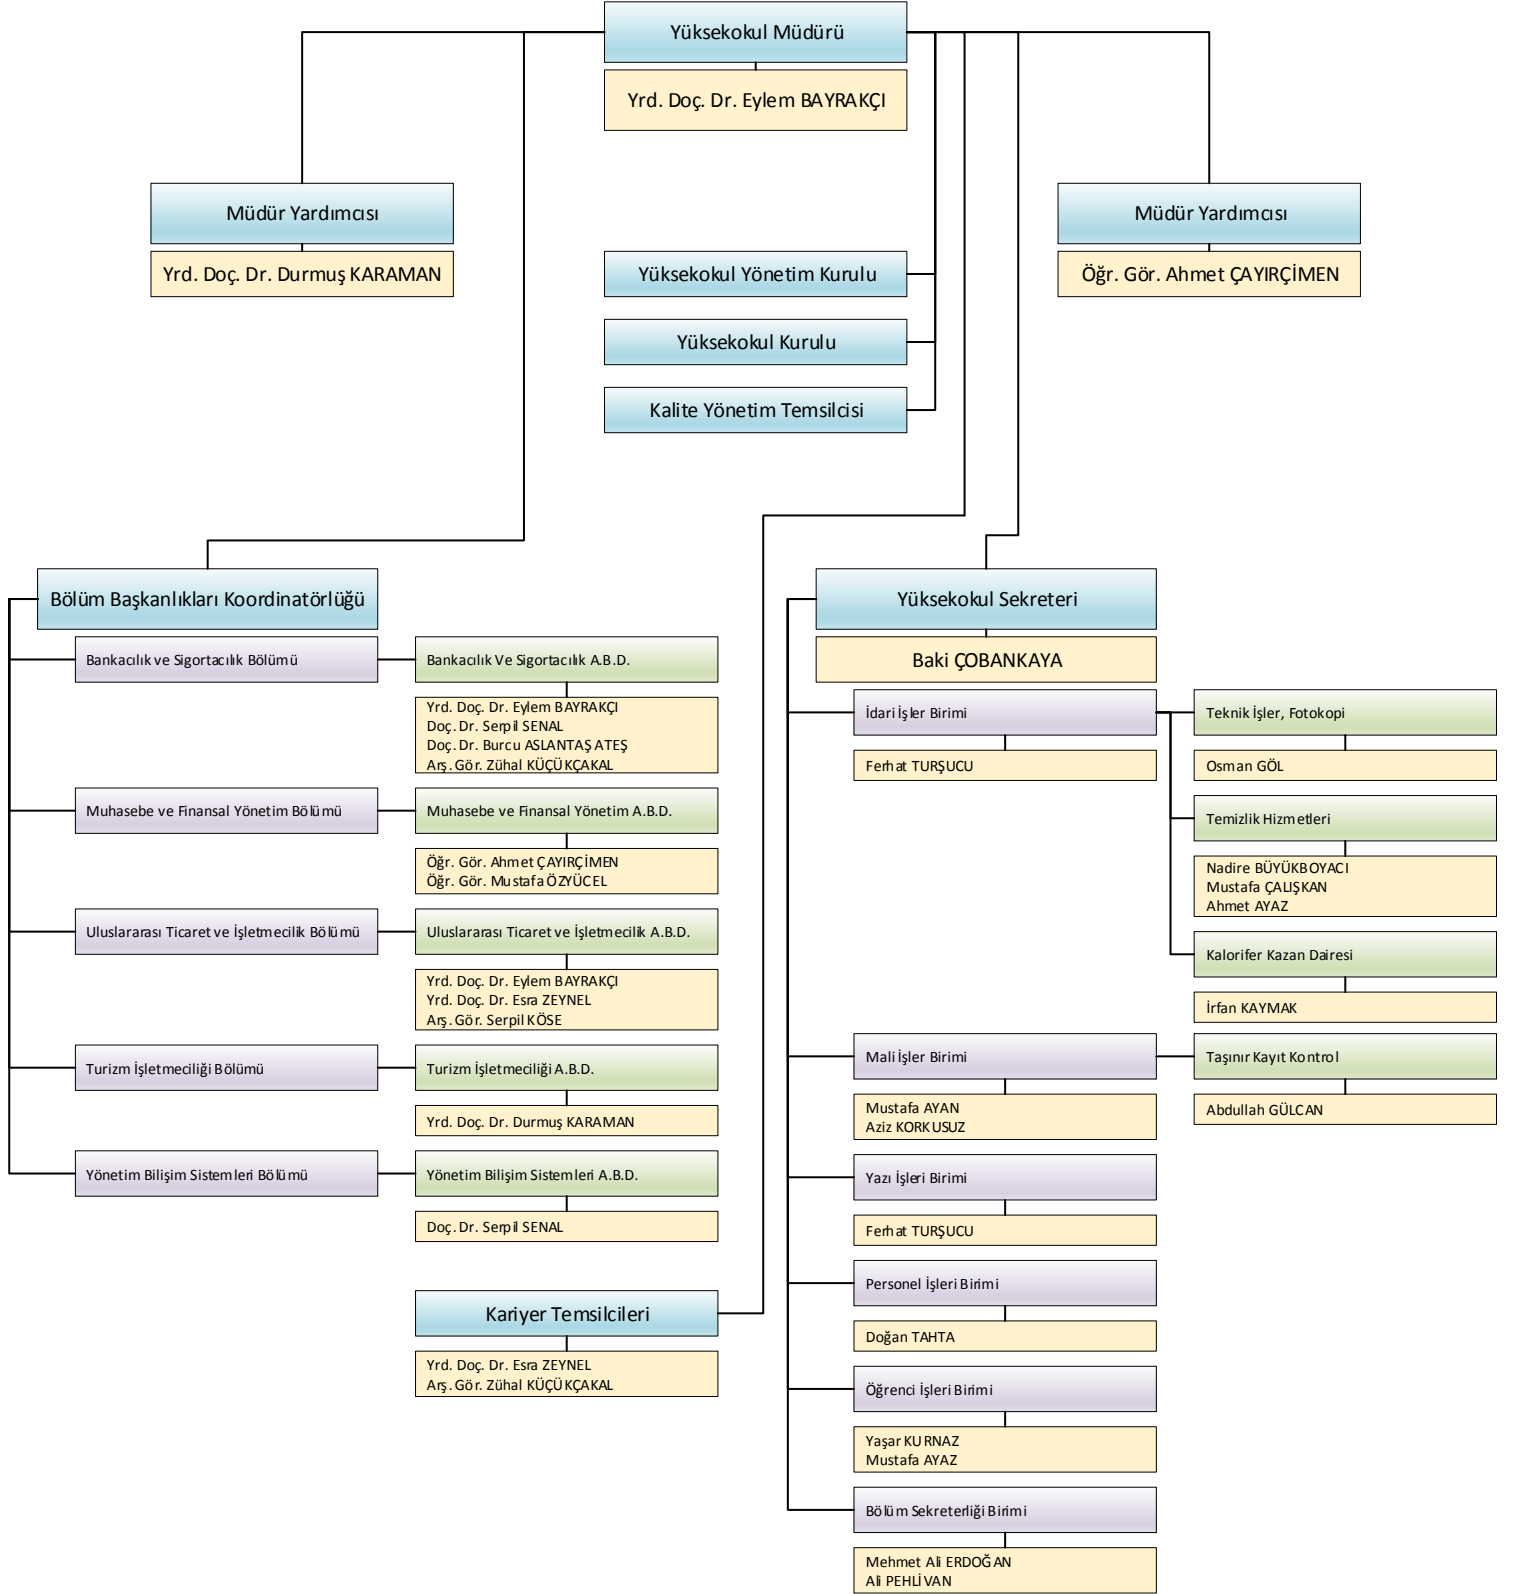 Yüksekokul Müdürü
Yrd. Doç. Dr. Eylem BAYRAKÇI
Müdür Yardımcısı
Yrd. Doç. Dr. Durmuş KARAMAN
Müdür Yardımcısı
Öğr. Gör. Ahmet ÇAYIRÇİMEN
Yüksekokul Yönetim Kurulu
Yüksekokul Kurulu
Kalite Yönetim Temsilcisi
Bölüm Başkanlıkları Koordinatörlüğü
Bankacılık ve Sigortacılık Bölümü
Bankacılık Ve Sigortacılık A.B.D.
Yrd. Doç. Dr. Eylem BAYRAKÇI
Doç. Dr. Serpil SENAL
Doç. Dr. Burcu ASLANTAŞ ATEŞ
Arş. Gör. Zühal KÜÇÜKÇAKAL
Muhasebe ve Finansal Yönetim Bölümü
Muhasebe ve Finansal Yönetim A.B.D.
Öğr. Gör. Ahmet ÇAYIRÇİMEN
Öğr. Gör. Mustafa ÖZYÜCEL
Uluslararası Ticaret ve İşletmecilik Bölümü
Uluslararası Ticaret ve İşletmecilik A.B.D.
Yrd. Doç. Dr. Eylem BAYRAKÇI
Yrd. Doç. Dr. Esra ZEYNEL
Arş. Gör. Serpil KÖSE
Turizm İşletmeciliği Bölümü
Turizm İşletmeciliği A.B.D.
Yrd. Doç. Dr. Durmuş KARAMAN
Yönetim Bilişim Sistemleri Bölümü
Yönetim Bilişim Sistemleri A.B.D.
Doç. Dr. Serpil SENAL
Kariyer Temsilcileri
Yrd. Doç. Dr. Esra ZEYNEL
Arş. Gör. Zühal KÜÇÜKÇAKAL
Yüksekokul Sekreteri
Baki ÇOBANKAYA
İdari İşler Birimi
Ferhat TURŞUCU
Teknik İşler, Fotokopi
Osman GÖL
Temizlik Hizmetleri
Nadire BÜYÜKBOYACI
Mustafa ÇALIŞKAN
Ahmet AYAZ
Kalorifer Kazan Dairesi
İrfan KAYMAK
Mali İşler Birimi
Mustafa AYAN
Aziz KORKUSUZ
Taşınır Kayıt Kontrol
Abdullah GÜLCAN
Yazı İşleri Birimi
Ferhat TURŞUCU
Personel İşleri Birimi
Doğan TAHTA
Öğrenci İşleri Birimi
Yaşar KURNAZ
Mustafa AYAZ
Bölüm Sekreterliği Birimi
Mehmet Ali ERDOĞAN
Ali PEHLİVAN